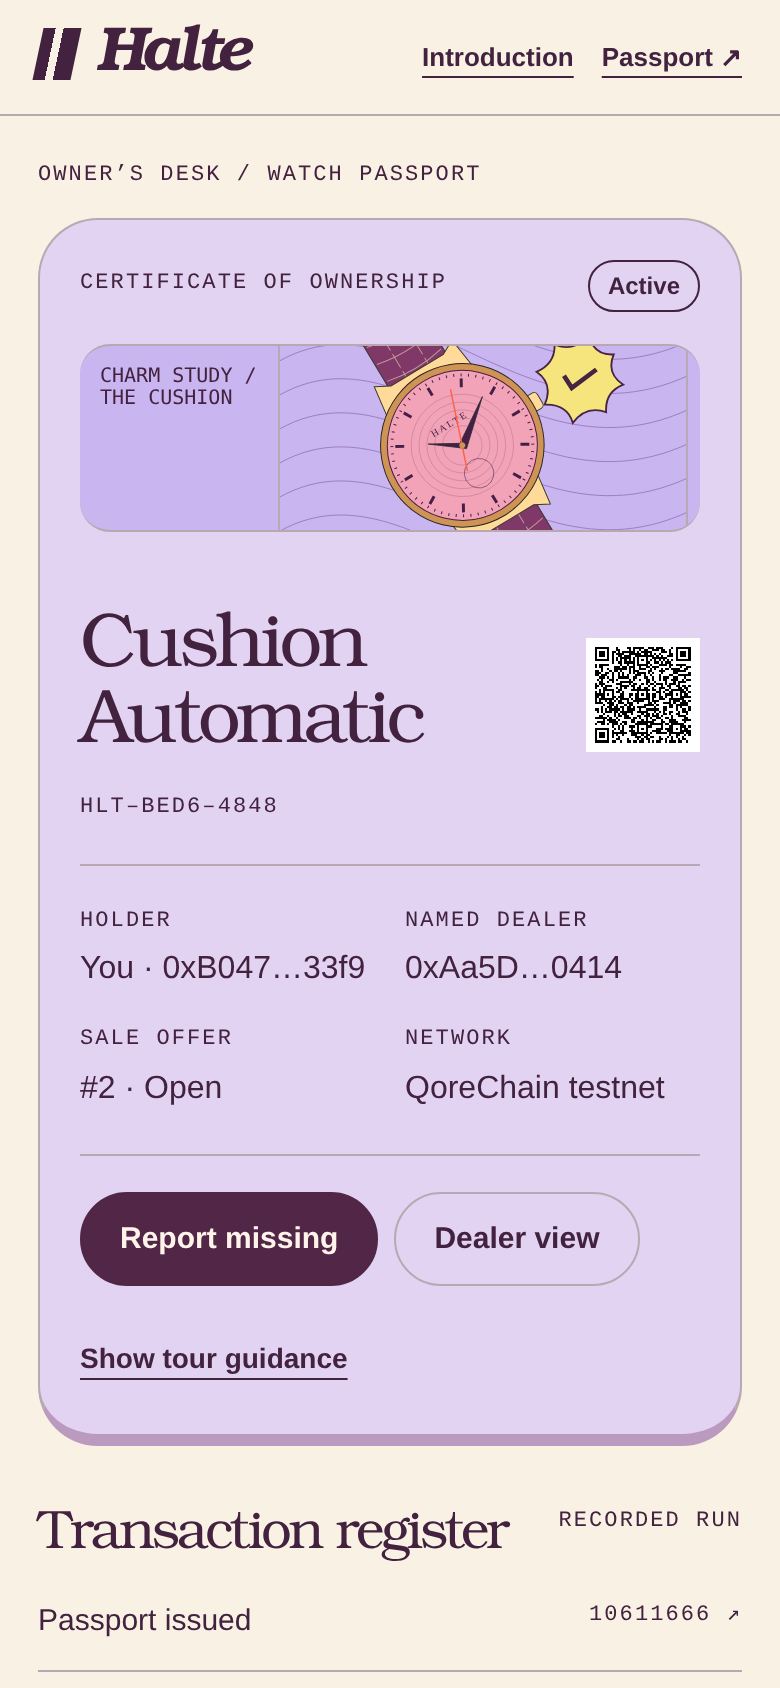 Halte
Introduction Passport ↗
OWNER’S DESK / WATCH PASSPORT
CERTIFICATE OF OWNERSHIP
Active
CHARM STUDY /
THE CUSHION
HALTE
Cushion
Automatic
HLT–BED6–4848
HOLDER
You · 0xB047…33f9
NAMED DEALER
0xAa5D…0414
SALE OFFER
#2 · Open
NETWORK
QoreChain testnet
Report missing
Dealer view
Show tour guidance
Transaction register
RECORDED RUN
Passport issued
10611666 ↗